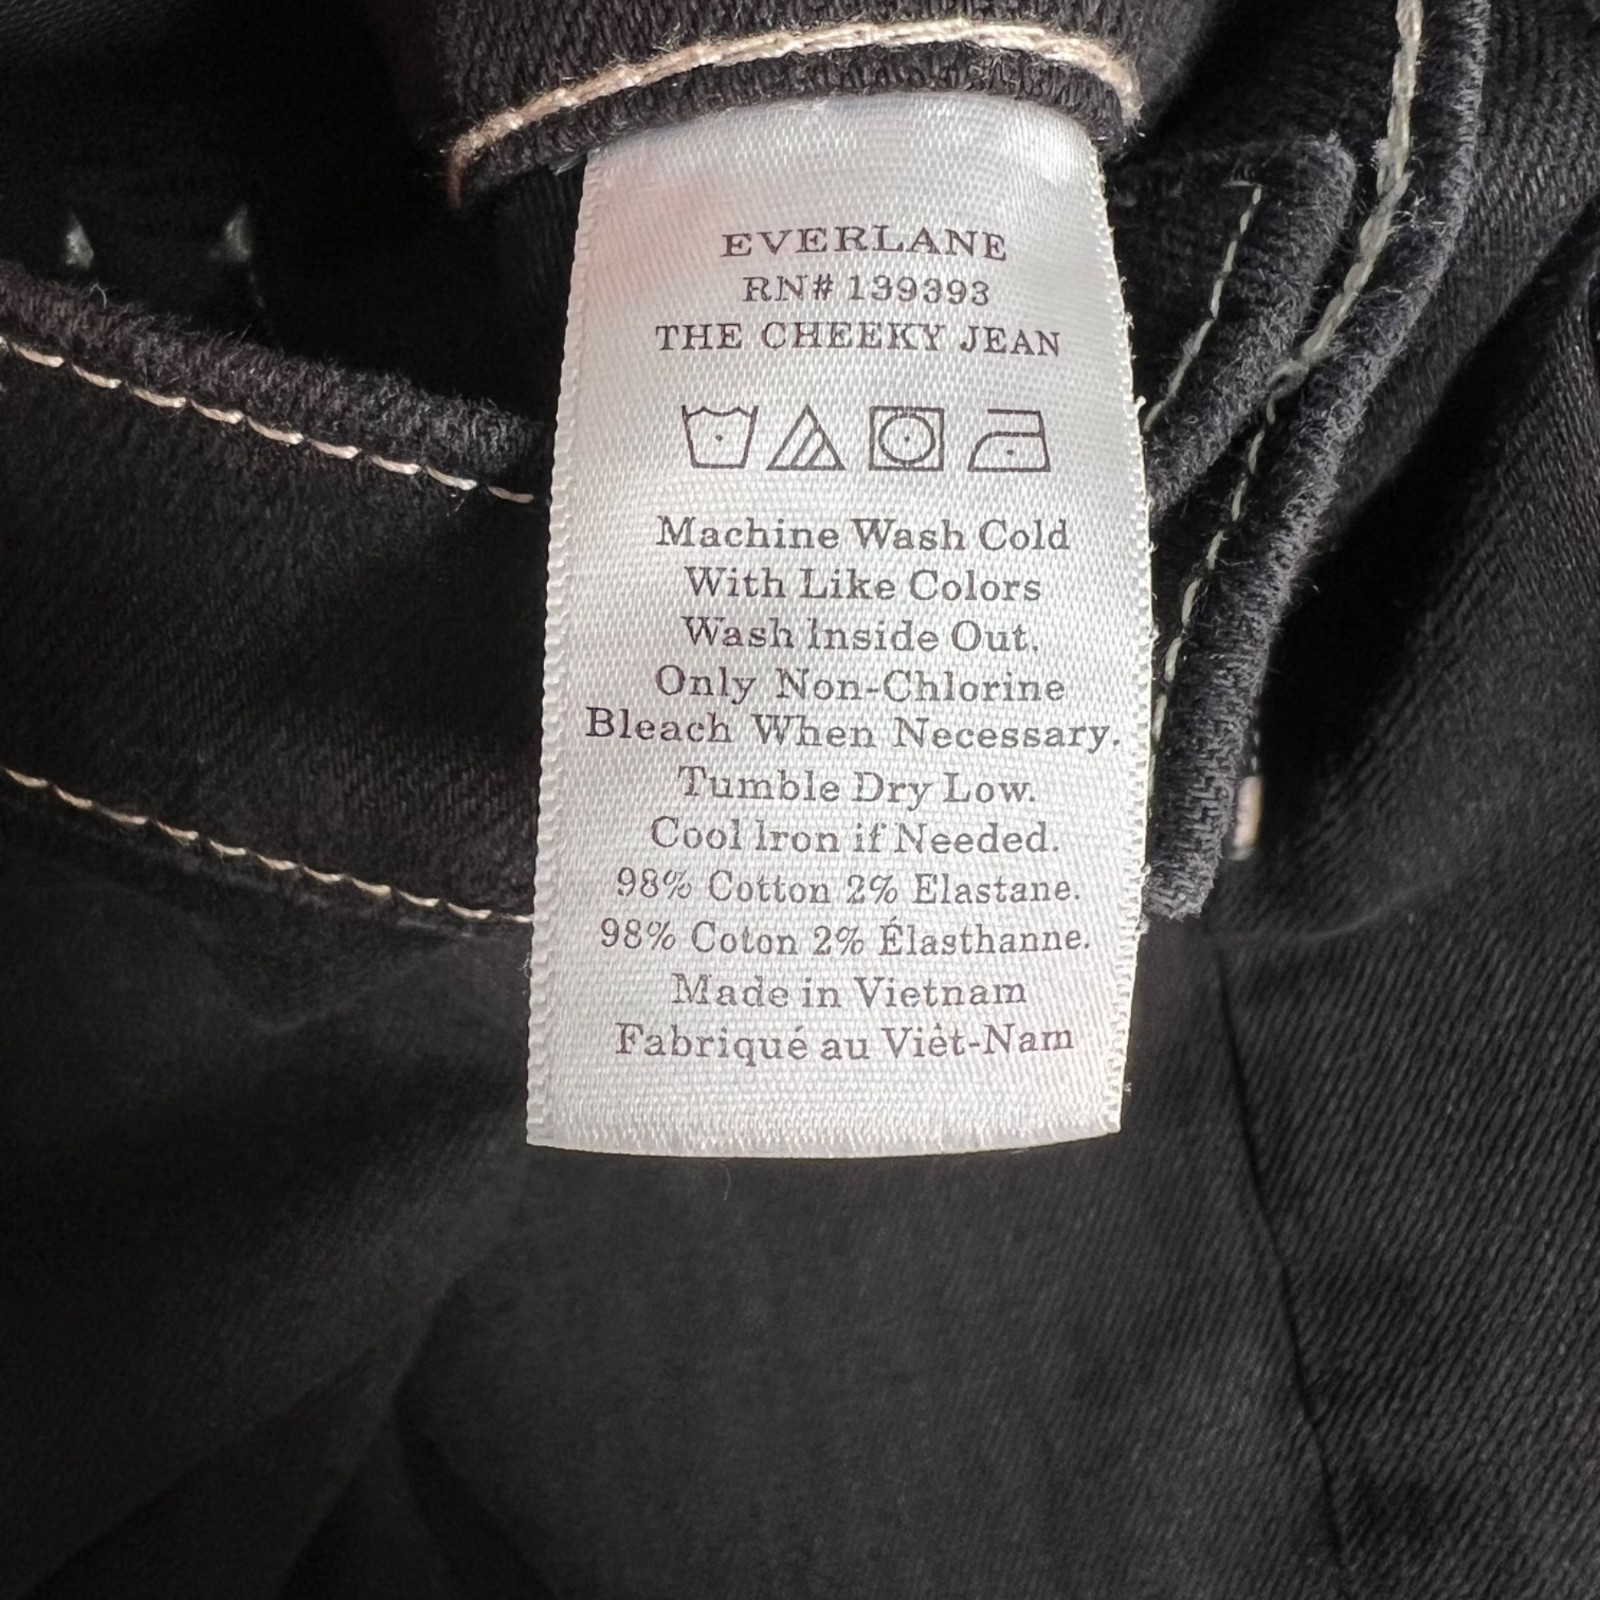 EVERLANE
RN# 139393
THE CHEEKY JEAN
Machine Wash Cold
With Like Colors
Wash Inside Out.
Only Non-Chlorine
Bleach When Necessary.
Tumble Dry Low.
Cool Iron if Needed.
98% Cotton 2% Elastane.
98% Coton 2% Élasthanne.
Made in Vietnam
Fabriqué au Viêt-Nam